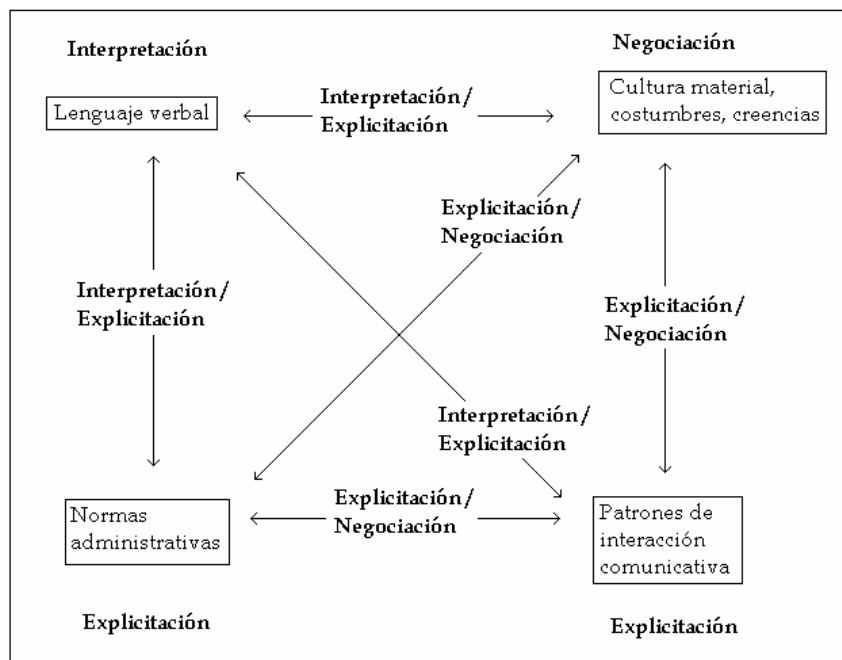 Interpretación
Negociación
Lenguaje verbal
Interpretación/
Explicitación
Cultura material,
costumbres, creencias
Explicitación/
Negociación
Interpretación/
Explicitación
Explicitación/
Negociación
Interpretación/
Explicitación
Normas
administrativas
Explicitación/
Negociación
Patrones de
interacción
comunicativa
Explicitación
Explicitación